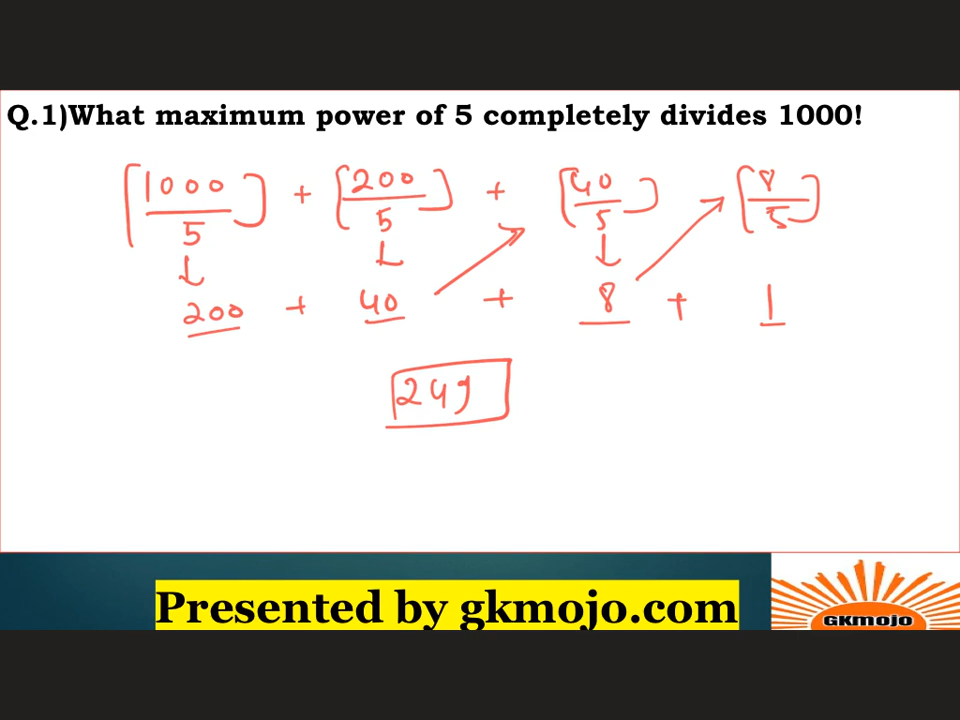 Q.1)What maximum power of 5 completely divides 1000!
[1000/5] + [200/5] + [40/5] [8/5]
200 + 40 + 8 + 1
249
Presented by gkmojo.com
GKmojo